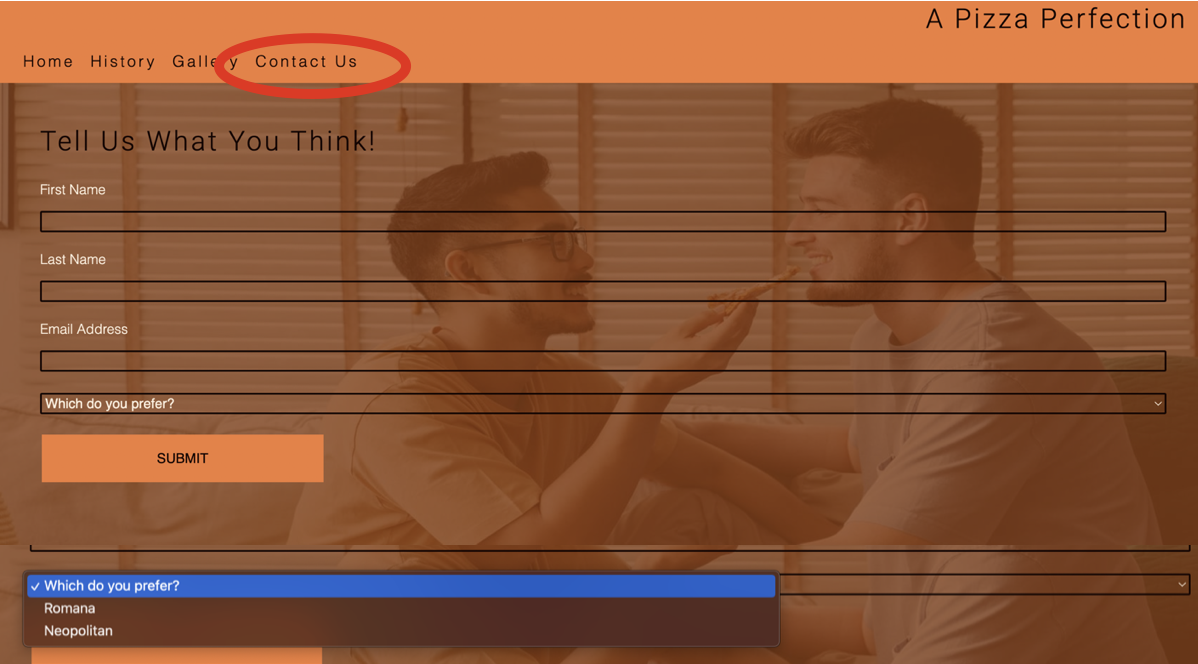 A Pizza Perfection
Home History Gallery Contact Us
Tell Us What You Think!
First Name
Last Name
Email Address
Which do you prefer?
SUBMIT
✓ Which do you prefer?
Romana
Neopolitan